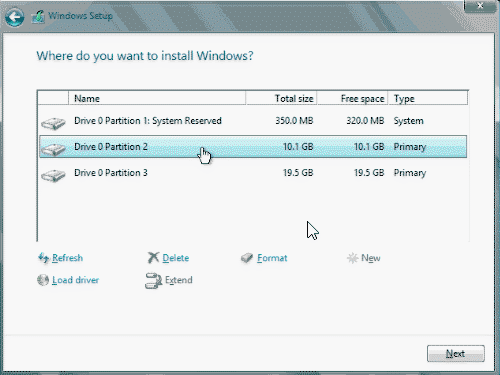 Windows Setup
Where do you want to install Windows?
Name Total size Free space Type
Drive 0 Partition 1: System Reserved 350.0 MB 320.0 MB System
Drive 0 Partition 2 10.1 GB 10.1 GB Primary
Drive 0 Partition 3 19.5 GB 19.5 GB Primary
Refresh Delete Format New
Load driver Extend
Next